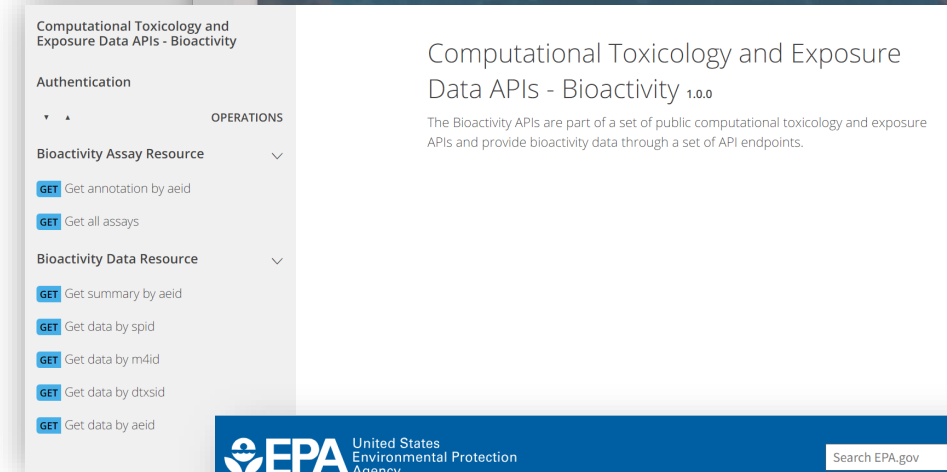 Computational Toxicology and
Exposure Data APIs - Bioactivity
Authentication
OPERATIONS
Bioactivity Assay Resource
GET Get annotation by aeid
GET Get all assays
Bioactivity Data Resource
GET Get summary by aeid
GET Get data by spid
GET Get data by m4id
GET Get data by dtxsid
GET Get data by aeid
Computational Toxicology and Exposure
Data APIs - Bioactivity 1.0.0
The Bioactivity APIs are part of a set of public computational toxicology and exposure
APIs and provide bioactivity data through a set of API endpoints.
EPA
United States
Environmental Protection
Agency
Search EPA.gov